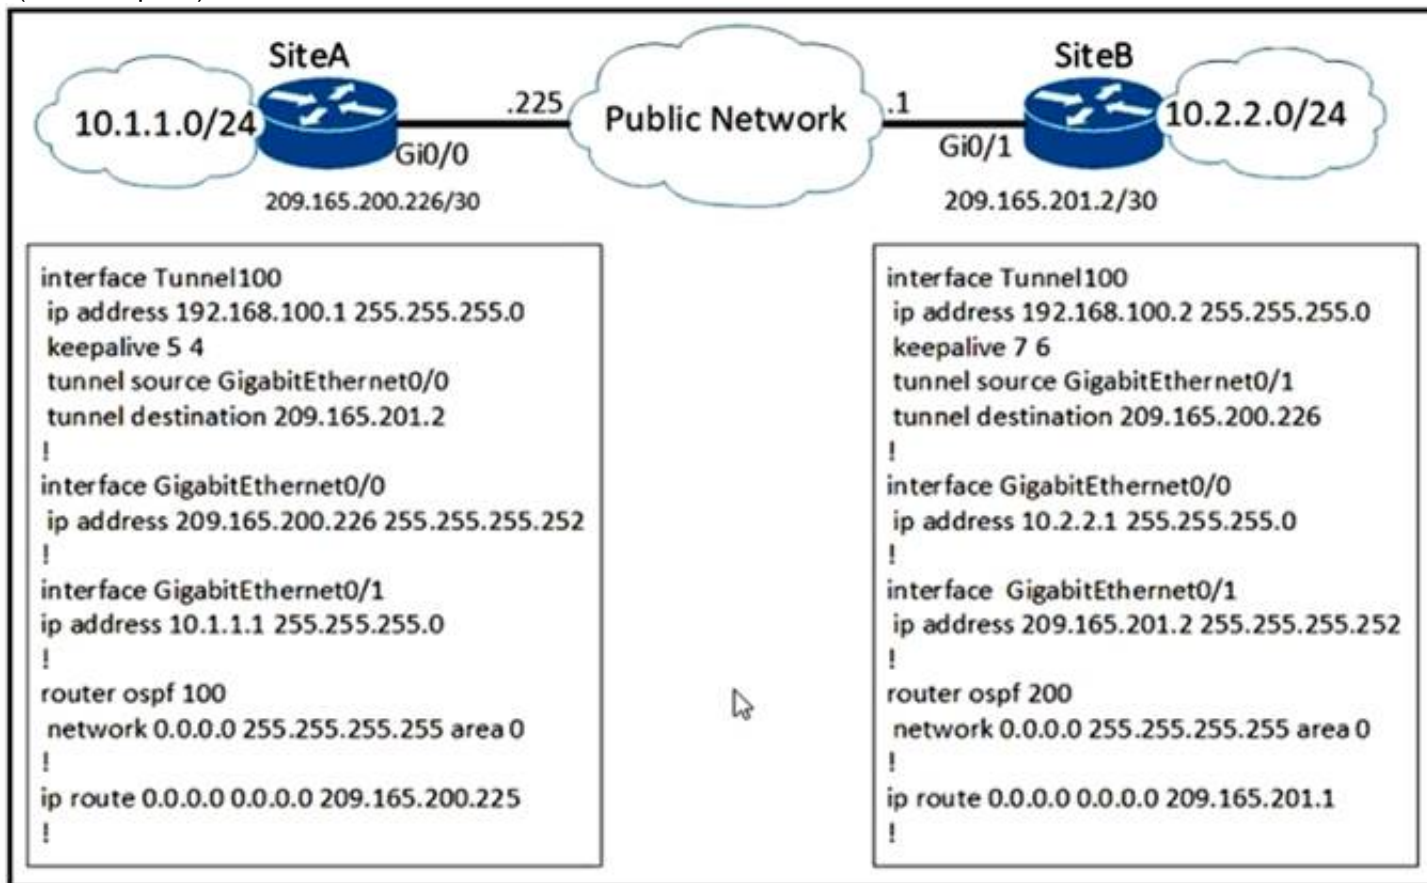 SiteA
SiteB
10.1.1.0/24
.225
Public Network
.1
10.2.2.0/24
Gi0/0
Gi0/1
209.165.200.226/30
209.165.201.2/30
interface Tunnel100
ip address 192.168.100.1 255.255.255.0
keepalive 5 4
tunnel source GigabitEthernet0/0
tunnel destination 209.165.201.2
!
interface GigabitEthernet0/0
ip address 209.165.200.226 255.255.255.252
!
interface GigabitEthernet0/1
ip address 10.1.1.1 255.255.255.0
!
router ospf 100
network 0.0.0.0 255.255.255.255 area 0
!
ip route 0.0.0.0 0.0.0.0 209.165.200.225
!
interface Tunnel100
ip address 192.168.100.2 255.255.255.0
keepalive 7 6
tunnel source GigabitEthernet0/1
tunnel destination 209.165.200.226
!
interface GigabitEthernet0/0
ip address 10.2.2.1 255.255.255.0
!
interface GigabitEthernet0/1
ip address 209.165.201.2 255.255.255.252
!
router ospf 200
network 0.0.0.0 255.255.255.255 area 0
!
ip route 0.0.0.0 0.0.0.0 209.165.201.1
!